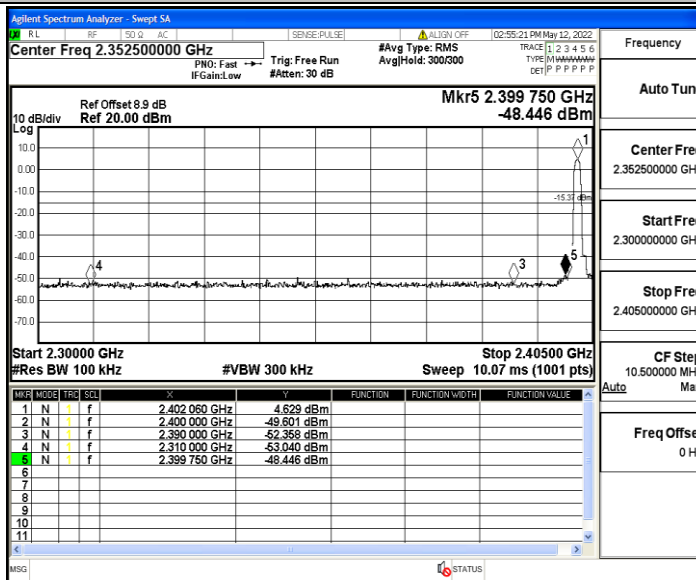 Agilent Spectrum Analyzer - Swept SA
LXI RL RF 50 Ω AC SENSE:PULSE ALIGN OFF 02:55:21 PM May 12, 2022
Center Freq 2.352500000 GHz
PNO: Fast
IFGain:Low
Trig: Free Run
#Atten: 30 dB
#Avg Type: RMS
Avg|Hold: 300/300
TRACE 1 2 3 4 5 6
TYPE M WWWWW
DET P P P P P P
Ref Offset 8.9 dB
Ref 20.00 dBm
10 dB/div
Log
Mkr5 2.399 750 GHz
-48.446 dBm
10.0
0.00
-10.0
-20.0
-30.0
-40.0
-50.0
-60.0
-70.0
1
-15.37 dBm
4
3
5
Start 2.30000 GHz Stop 2.40500 GHz
#Res BW 100 kHz #VBW 300 kHz Sweep 10.07 ms (1001 pts)
MKR MODE TRC SCL X Y FUNCTION FUNCTION WIDTH FUNCTION VALUE
1 N 1 f 2.402 060 GHz 4.629 dBm
2 N 1 f 2.400 000 GHz -49.601 dBm
3 N 1 f 2.390 000 GHz -52.358 dBm
4 N 1 f 2.310 000 GHz -53.040 dBm
5 N 1 f 2.399 750 GHz -48.446 dBm
6
7
8
9
10
11
MSG STATUS
Frequency
Auto Tun
Center Fre
2.352500000 GH
Start Fre
2.300000000 GH
Stop Fre
2.405000000 GH
CF Ste
10.500000 MH
Auto Ma
Freq Offse
0 H